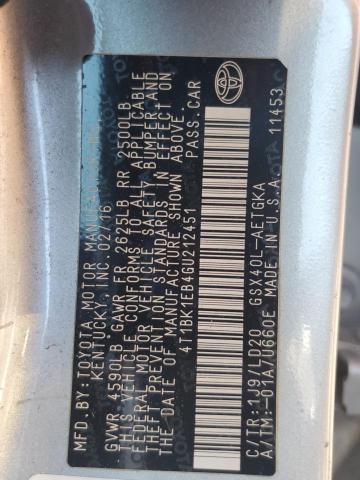 MFD.BY:TOYOTA MOTOR MANUFACTURING
KENTUCKY, INC. 02/16
GVWR 4590LB GAWR FR 2625LB RR 2500LB
THIS VEHICLE CONFORMS TO ALL APPLICABLE
FEDERAL MOTOR VEHICLE SAFETY, BUMPER, AND
THEFT PREVENTION STANDARDS IN EFFECT ON
THE DATE OF MANUFACTURE SHOWN ABOVE.
4T1BK1EB4GU212451 PASS.CAR
C/TR:1J9/LD20 GSX40L-AETGKA
A/TM:-01A/U660E U.S.A. 11453
TOYOTA